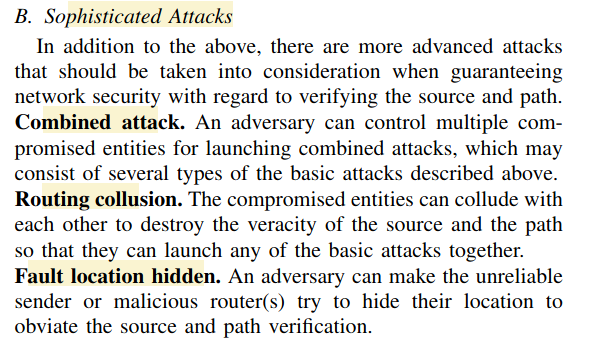 B. Sophisticated Attacks
In addition to the above, there are more advanced attacks
that should be taken into consideration when guaranteeing
network security with regard to verifying the source and path.
Combined attack. An adversary can control multiple com-
promised entities for launching combined attacks, which may
consist of several types of the basic attacks described above.
Routing collusion. The compromised entities can collude with
each other to destroy the veracity of the source and the path
so that they can launch any of the basic attacks together.
Fault location hidden. An adversary can make the unreliable
sender or malicious router(s) try to hide their location to
obviate the source and path verification.